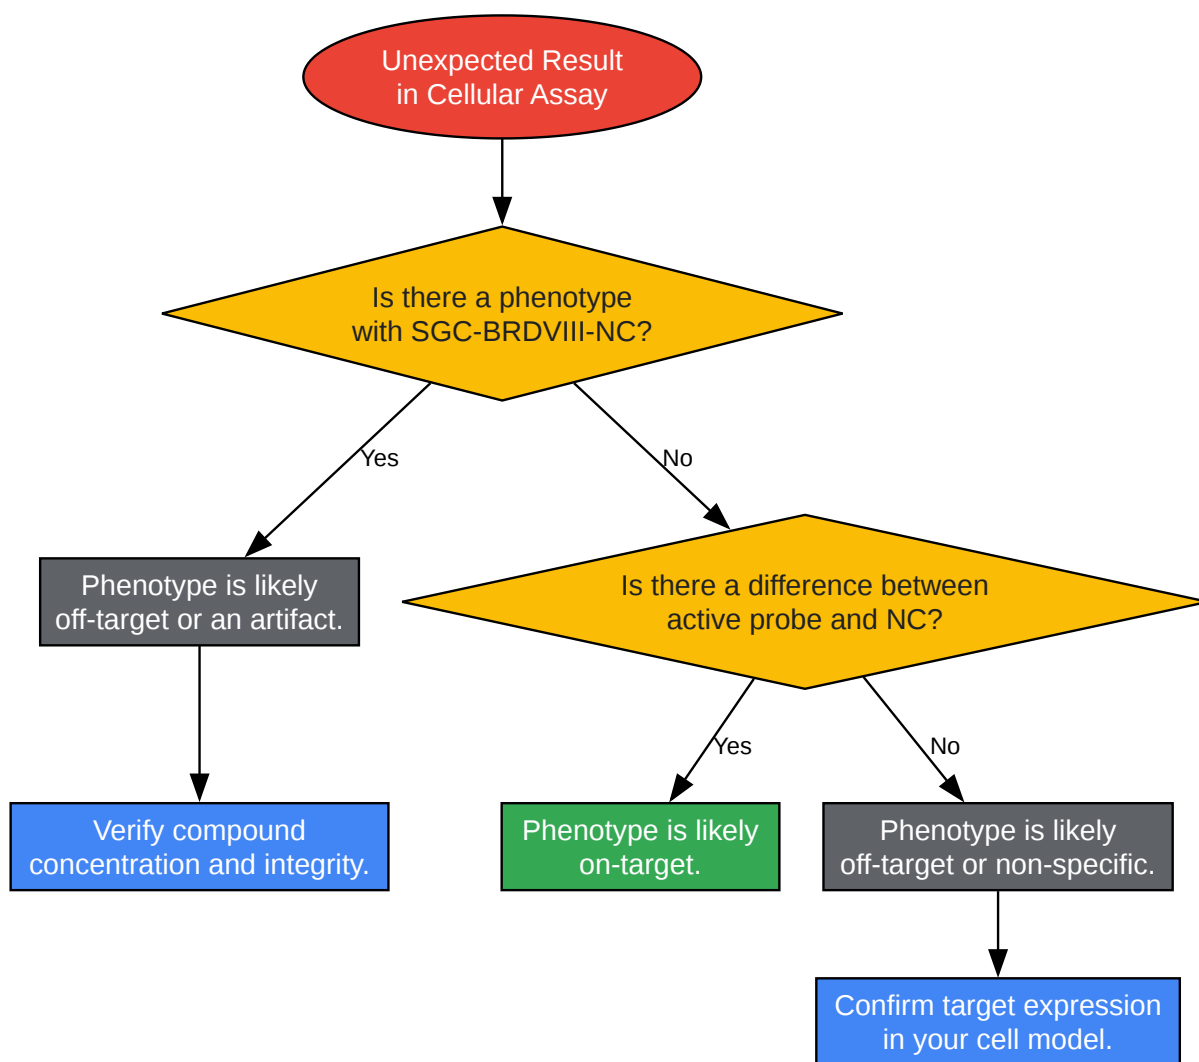 Unexpected Result
in Cellular Assay
Is there a phenotype
with SGC-BRDVIII-NC?
Yes
No
Phenotype is likely
off-target or an artifact.
Is there a difference between
active probe and NC?
Yes
No
Verify compound
concentration and integrity.
Phenotype is likely
on-target.
Phenotype is likely
off-target or non-specific.
Confirm target expression
in your cell model.